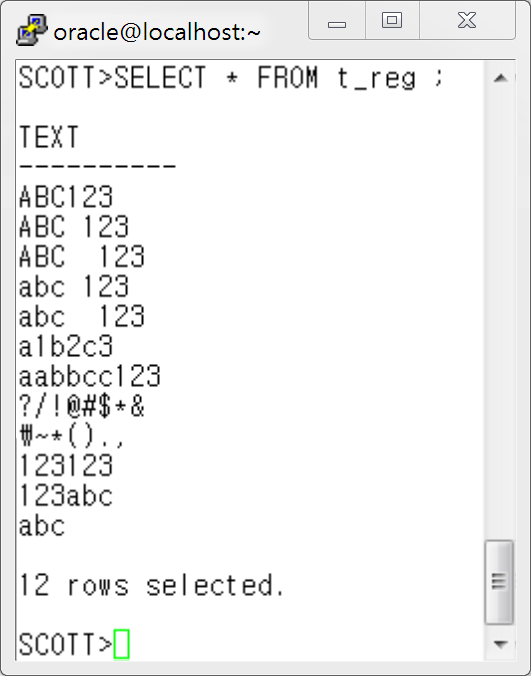 oracle@localhost:~
SCOTT>SELECT * FROM t_reg ;
TEXT
----------
ABC123
ABC 123
ABC  123
abc 123
abc  123
a1b2c3
aabbcc123
?/!@#$*&
₩~*().,
123123
123abc
abc
12 rows selected.
SCOTT>